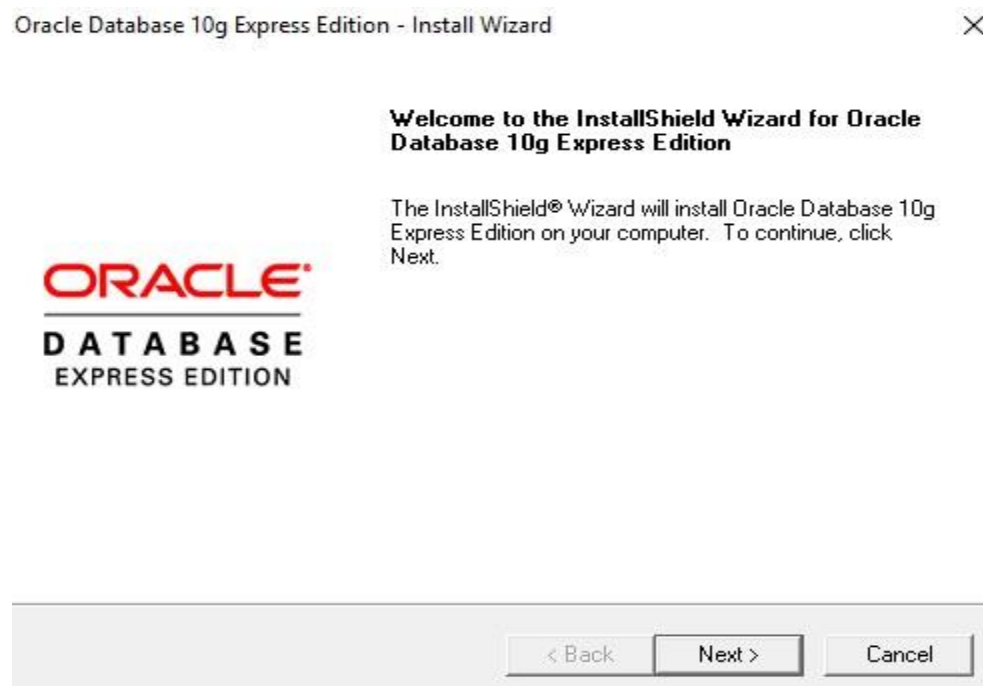 Oracle Database 10g Express Edition - Install Wizard
Welcome to the InstallShield Wizard for Oracle
Database 10g Express Edition
The InstallShield® Wizard will install Oracle Database 10g
Express Edition on your computer. To continue, click
Next.
ORACLE
DATABASE
EXPRESS EDITION
< Back
Next >
Cancel